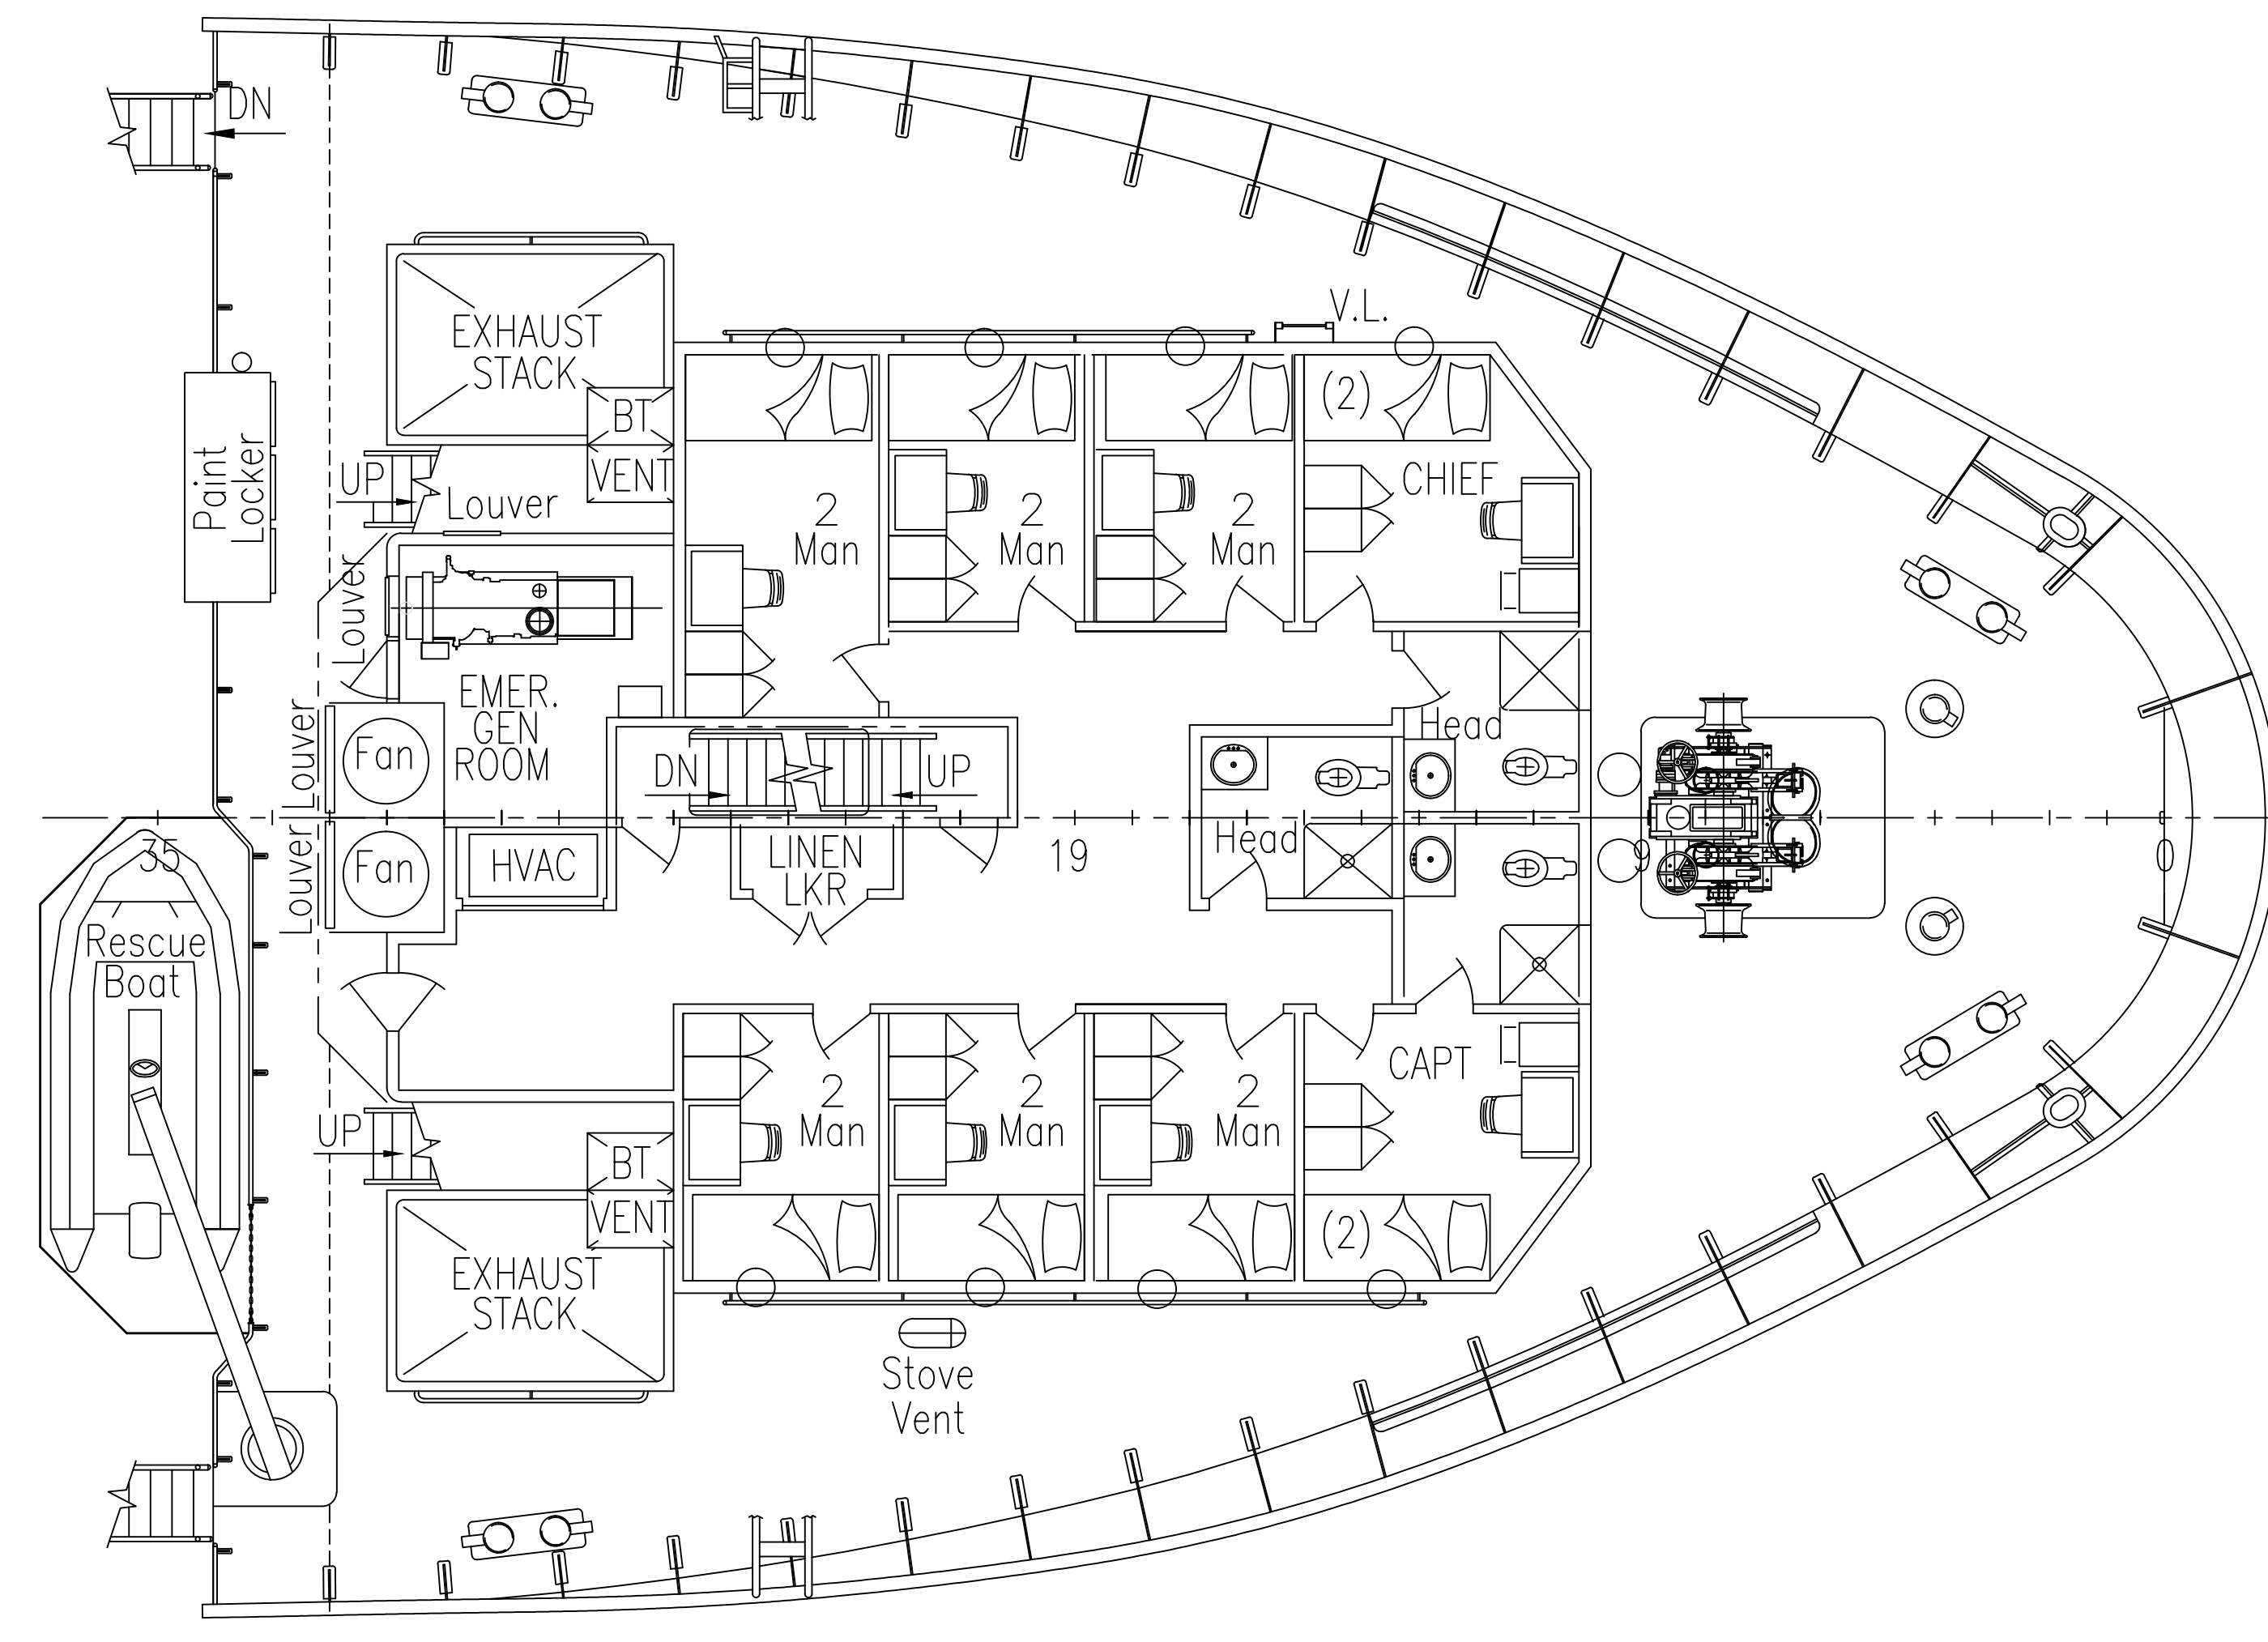 DN
V.L.
EXHAUST
STACK
BT
VENT
(2)
CHIEF
Paint
Locker
UP
Louver
2
Man
2
Man
2
Man
Louver
EMER.
GEN
ROOM
Louver
Fan
Head
DN
UP
Head
35
Louver
Fan
HVAC
LINEN
LKR
19
9
Rescue
Boat
CAPT
UP
2
Man
2
Man
2
Man
BT
VENT
(2)
EXHAUST
STACK
Stove
Vent